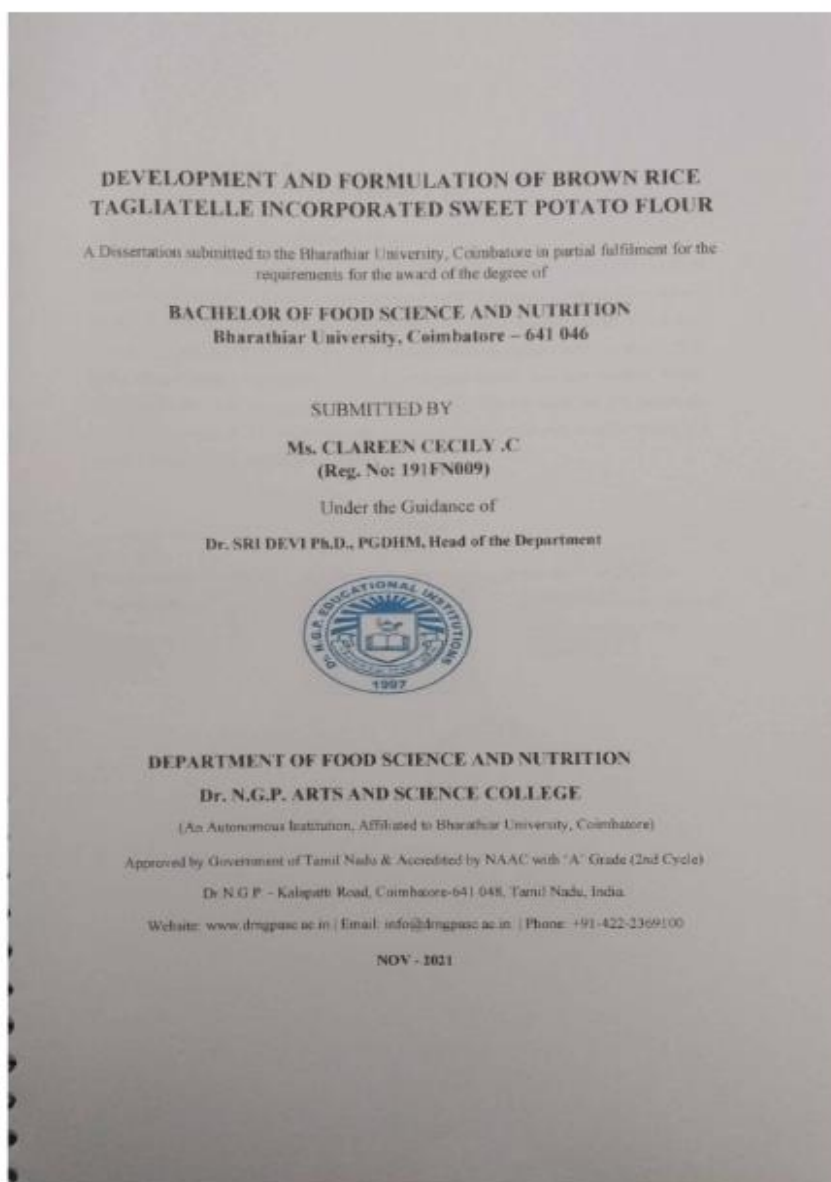 DEVELOPMENT AND FORMULATION OF BROWN RICE
TAGLIATELLE INCORPORATED SWEET POTATO FLOUR
A Dissertation submitted to the Bharathiar University, Coimbatore in partial fulfilment for the
requirements for the award of the degree of
BACHELOR OF FOOD SCIENCE AND NUTRITION
Bharathiar University, Coimbatore – 641 046
SUBMITTED BY
Ms. CLAREEN CECILY .C
(Reg. No: 191FN009)
Under the Guidance of
Dr. SRI DEVI Ph.D., PGDHM, Head of the Department
Dr. N.G.P. EDUCATIONAL INSTITUTIONS
1997
DEPARTMENT OF FOOD SCIENCE AND NUTRITION
Dr. N.G.P. ARTS AND SCIENCE COLLEGE
(An Autonomous Institution, Affiliated to Bharathiar University, Coimbatore)
Approved by Government of Tamil Nadu & Accredited by NAAC with 'A' Grade (2nd Cycle)
Dr. N.G.P. - Kalapatti Road, Coimbatore-641 048, Tamil Nadu, India.
Website: www.drngpasc.ac.in | Email: info@drngpasc.ac.in | Phone: +91-422-2369100
NOV - 2021